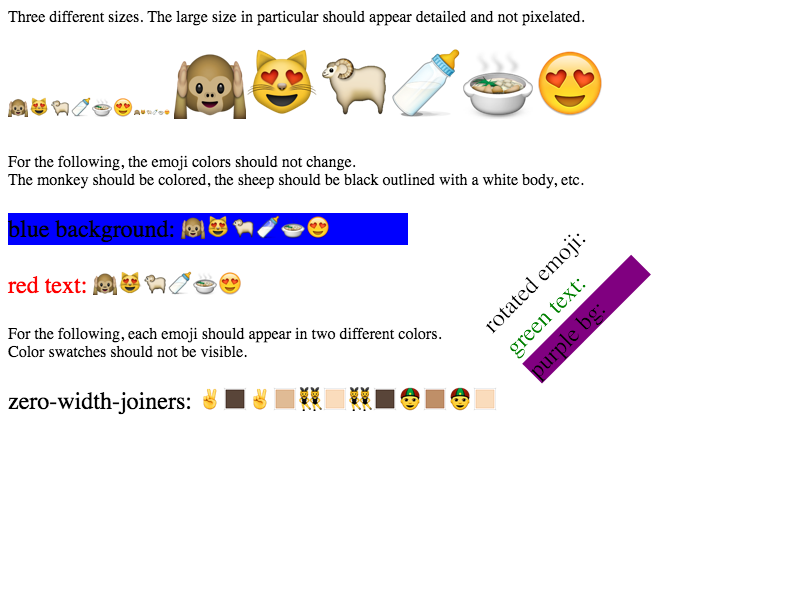 Three different sizes. The large size in particular should appear detailed and not pixelated.
🙉😻🐏🍼🍲😍🙉😻🐏🍼🍲😍🙉😻🐏🍼🍲😍
For the following, the emoji colors should not change.
The monkey should be colored, the sheep should be black outlined with a white body, etc.
blue background: 🙉😻🐏🍼🍲😍
red text: 🙉😻🐏🍼🍲😍
rotated emoji:
green text:
purple bg:
For the following, each emoji should appear in two different colors.
Color swatches should not be visible.
zero-width-joiners: ✌🏿✌🏼👯🏻👯🏿👲🏽👲🏻